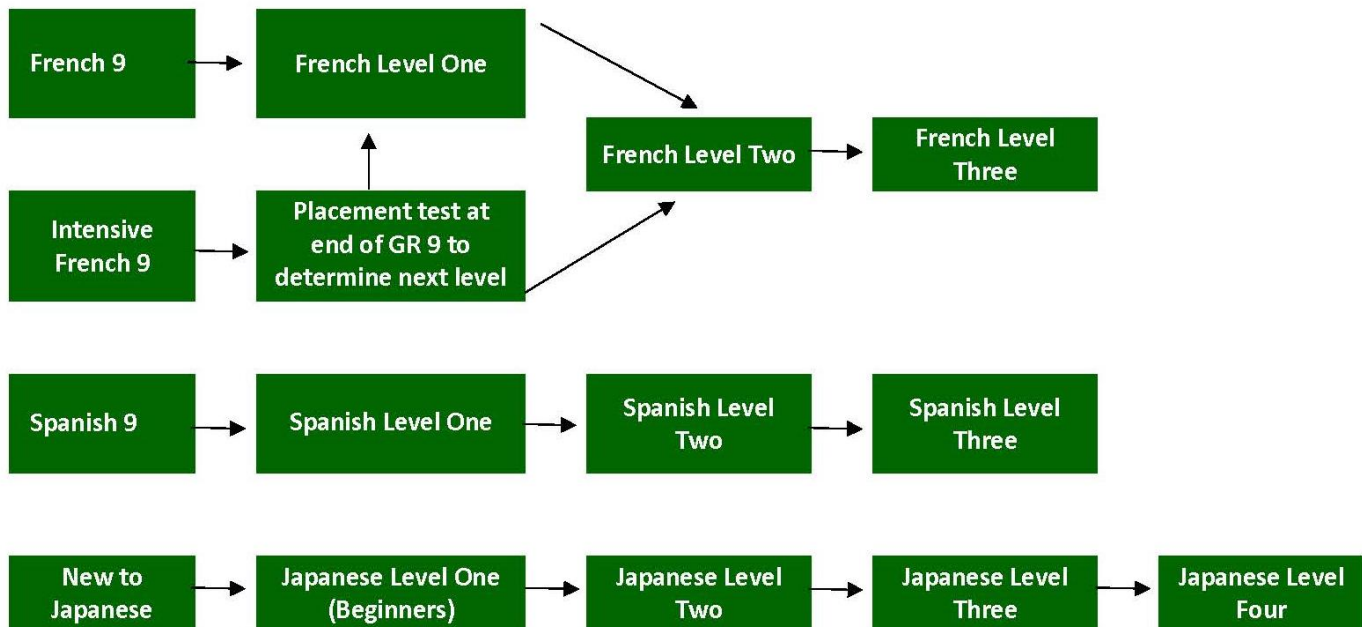 French 9
French Level One
French Level Two
French Level
Three
Intensive
French 9
Placement test at
end of GR 9 to
determine next level
Spanish 9
Spanish Level One
Spanish Level
Two
Spanish Level
Three
New to
Japanese
Japanese Level One
(Beginners)
Japanese Level
Two
Japanese Level
Three
Japanese Level
Four